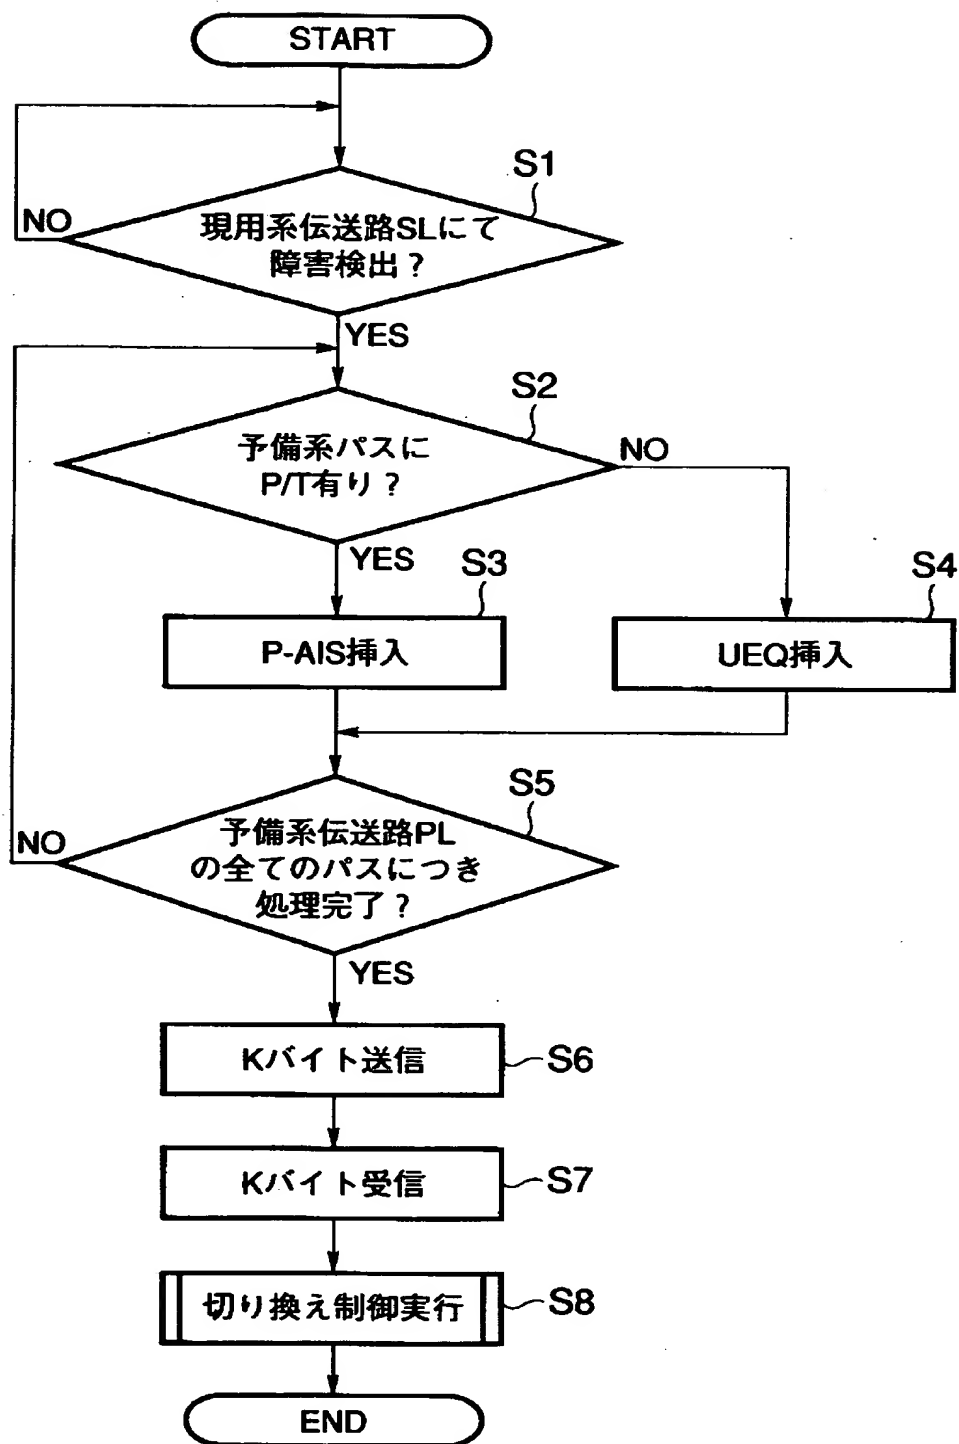 START
S1
NO
現用系伝送路SLにて
障害検出？
YES
S2
予備系パスに
P/T有り？
NO
YES
S3
S4
P-AIS挿入
UEQ挿入
S5
NO
予備系伝送路PL
の全てのパスにつき
処理完了？
YES
Kバイト送信
S6
Kバイト受信
S7
切り換え制御実行
S8
END